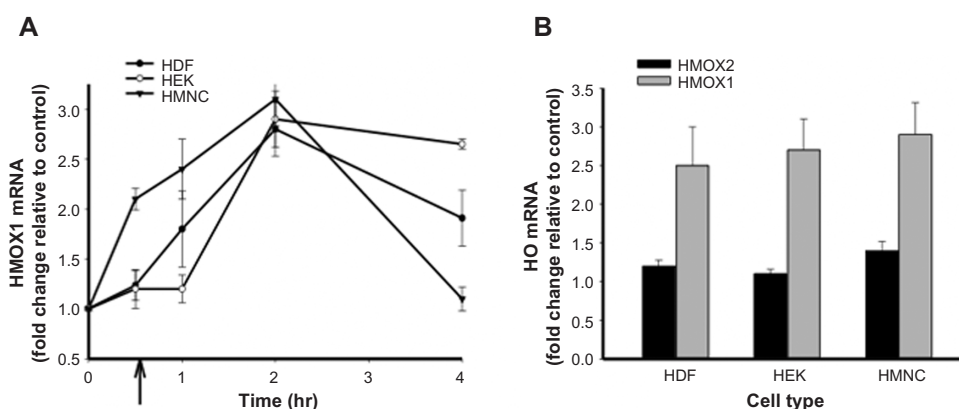 A
HDF
HEK
HMNC
HMOX1 mRNA
(fold change relative to control)
3.0
2.5
2.0
1.5
1.0
0.5
0
1
2
3
4
Time (hr)
B
HMOX2
HMOX1
HO mRNA
(fold change relative to control)
3.5
3.0
2.5
2.0
1.5
1.0
0.5
0.0
HDF
HEK
HMNC
Cell type